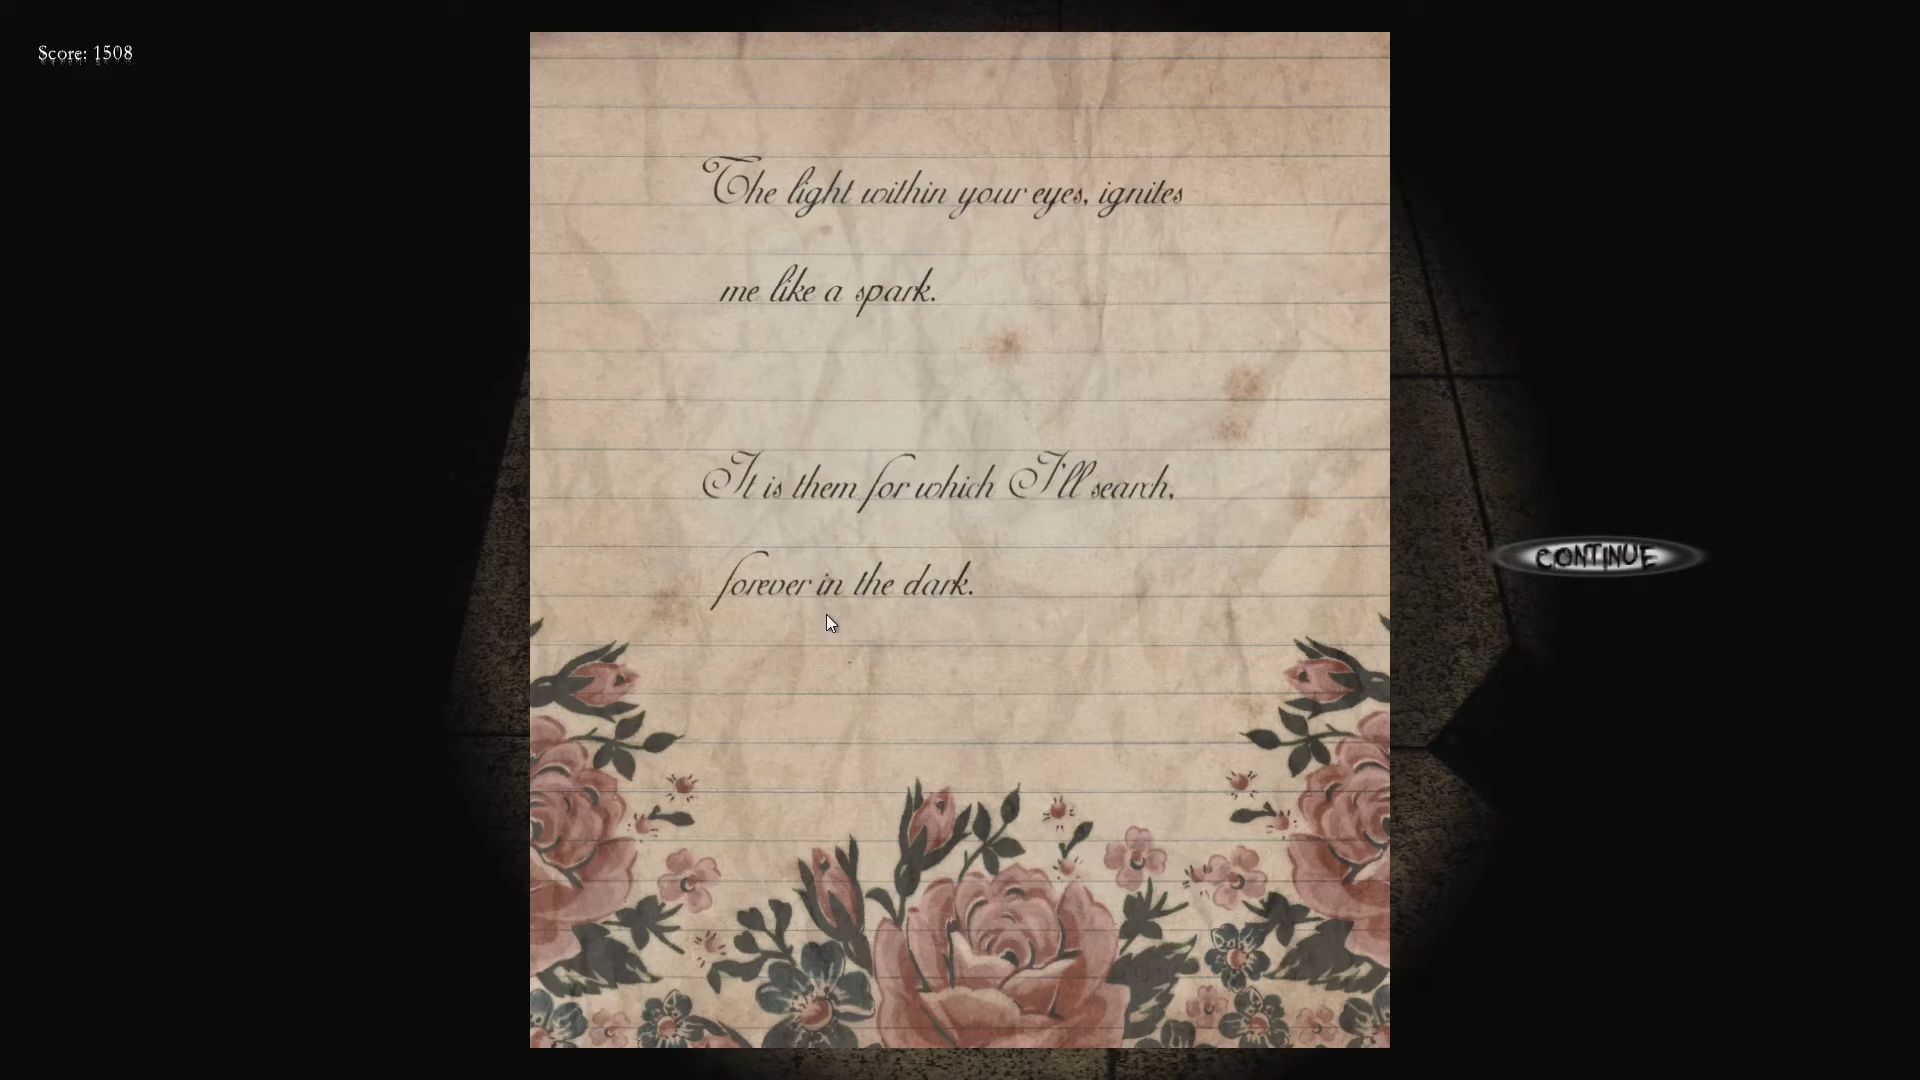 Score: 1508
The light within your eyes, ignites
me like a spark.
It is them for which I'll search,
forever in the dark.
CONTINUE